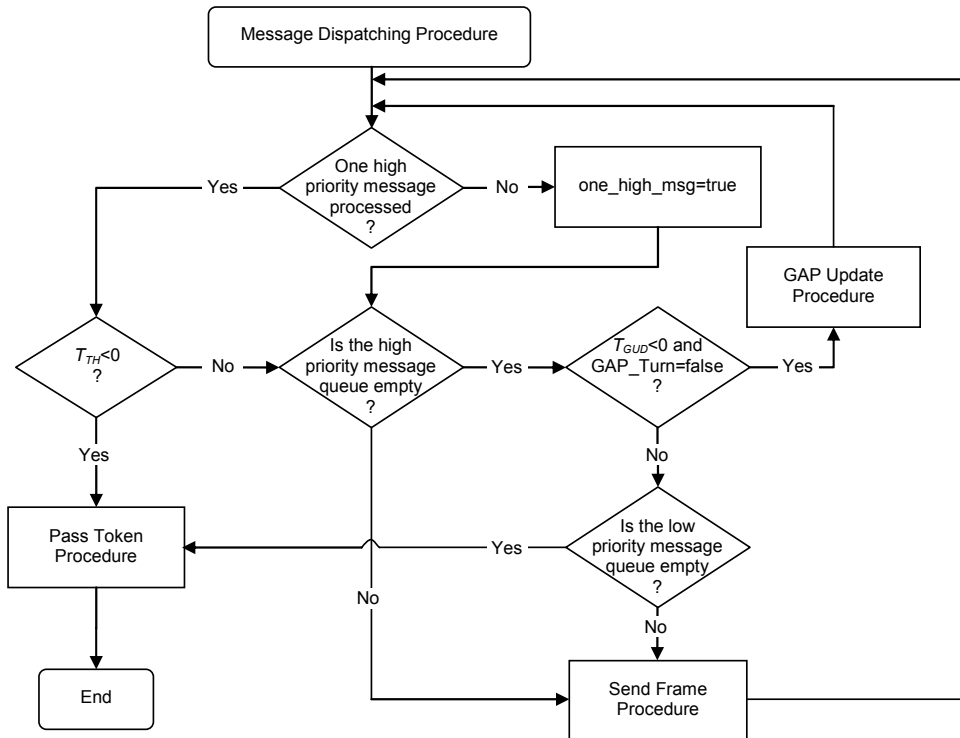 Message Dispatching Procedure
One high
priority message
processed
?
Yes
No
one_high_msg=true
GAP Update
Procedure
T_TH<0
?
No
Is the high
priority message
queue empty
?
Yes
T_GUD<0 and
GAP_Turn=false
?
Yes
Yes
No
Pass Token
Procedure
Yes
Is the low
priority message
queue empty
?
No
No
End
Send Frame
Procedure